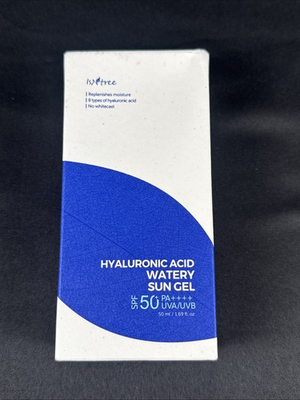 isntree
Replenishes moisture
8 types of hyaluronic acid
No whitecast
HYALURONIC ACID
WATERY
SUN GEL
SPF 50+ PA++++
UVA/UVB
50 ml / 1.69 fl. oz